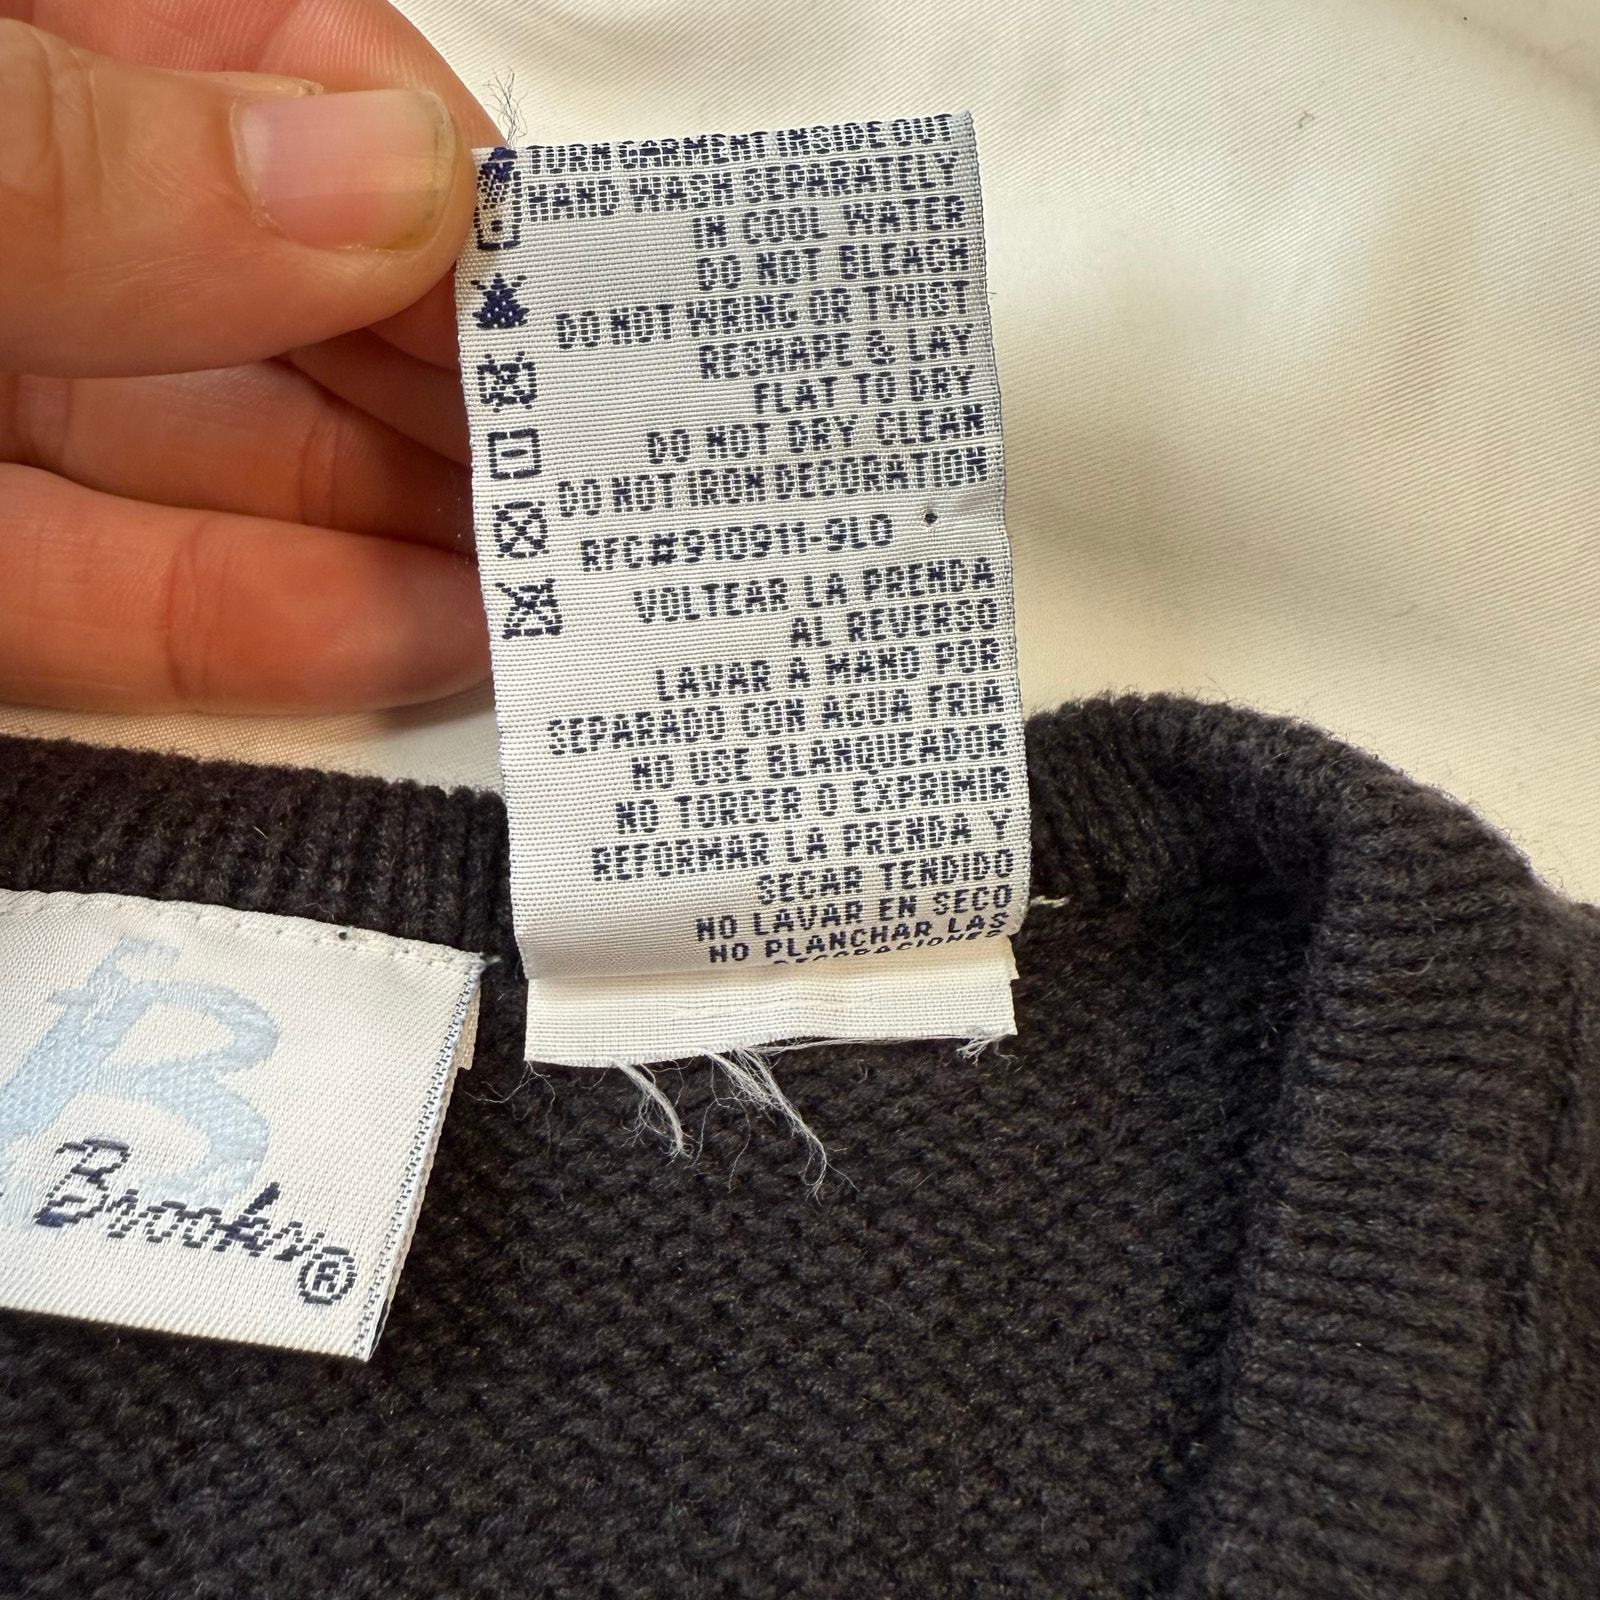 TURN GARMENT INSIDE OUT
HAND WASH SEPARATELY
IN COOL WATER
DO NOT BLEACH
DO NOT WRING OR TWIST
RESHAPE & LAY
FLAT TO DRY
DO NOT DRY CLEAN
DO NOT IRON DECORATION
RFC#910911-9LO
VOLTEAR LA PRENDA
AL REVERSO
LAVAR A MANO POR
SEPARADO CON AGUA FRIA
NO USE BLANQUEADOR
NO TORCER O EXPRIMIR
REFORMAR LA PRENDA Y
SECAR TENDIDO
NO LAVAR EN SECO
NO PLANCHAR LAS
DECORACIONES
B
Brooks®